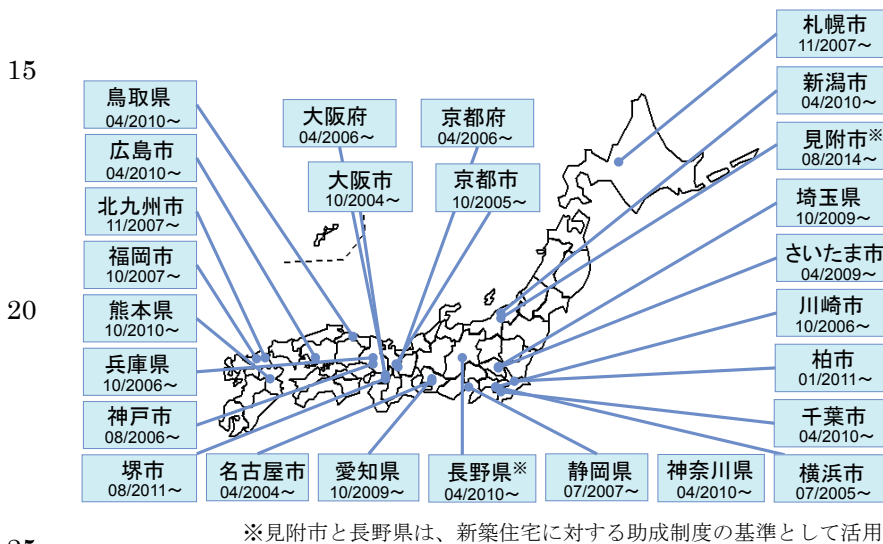 札幌市
11/2007～
15
新潟市
04/2010～
鳥取県
04/2010～
大阪府
04/2006～
京都府
04/2006～
見附市※
08/2014～
広島市
04/2010～
大阪市
10/2004～
京都市
10/2005～
埼玉県
10/2009～
北九州市
11/2007～
さいたま市
04/2009～
福岡市
10/2007～
20
熊本県
10/2010～
川崎市
10/2006～
兵庫県
10/2006～
柏市
01/2011～
神戸市
08/2006～
千葉市
04/2010～
堺市
08/2011～
名古屋市
04/2004～
愛知県
10/2009～
長野県※
04/2010～
静岡県
07/2007～
神奈川県
04/2010～
横浜市
07/2005～
※見附市と長野県は、新築住宅に対する助成制度の基準として活用